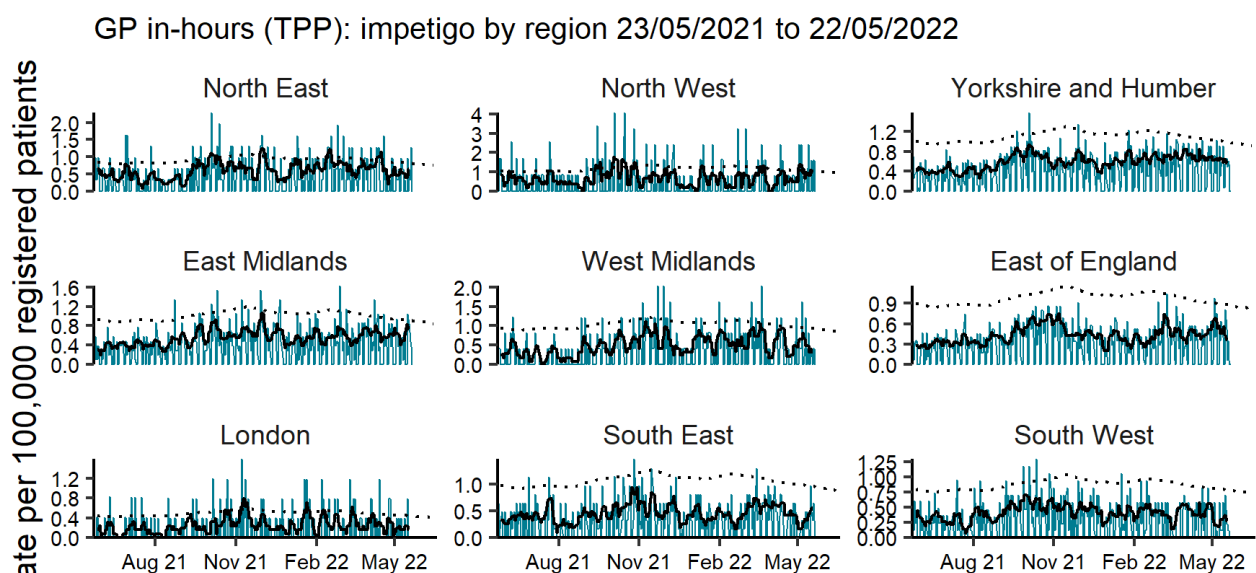 GP in-hours (TPP): impetigo by region 23/05/2021 to 22/05/2022
ate per 100,000 registered patients
North East
2.0
1.5
1.0
0.5
0.0
North West
4
3
2
1
0
Yorkshire and Humber
1.2
0.8
0.4
0.0
East Midlands
1.6
1.2
0.8
0.4
0.0
West Midlands
2.0
1.5
1.0
0.5
0.0
East of England
0.9
0.6
0.3
0.0
London
1.2
0.8
0.4
0.0
South East
1.0
0.5
0.0
South West
1.25
1.00
0.75
0.50
0.25
0.00
Aug 21 Nov 21 Feb 22 May 22
Aug 21 Nov 21 Feb 22 May 22
Aug 21 Nov 21 Feb 22 May 22